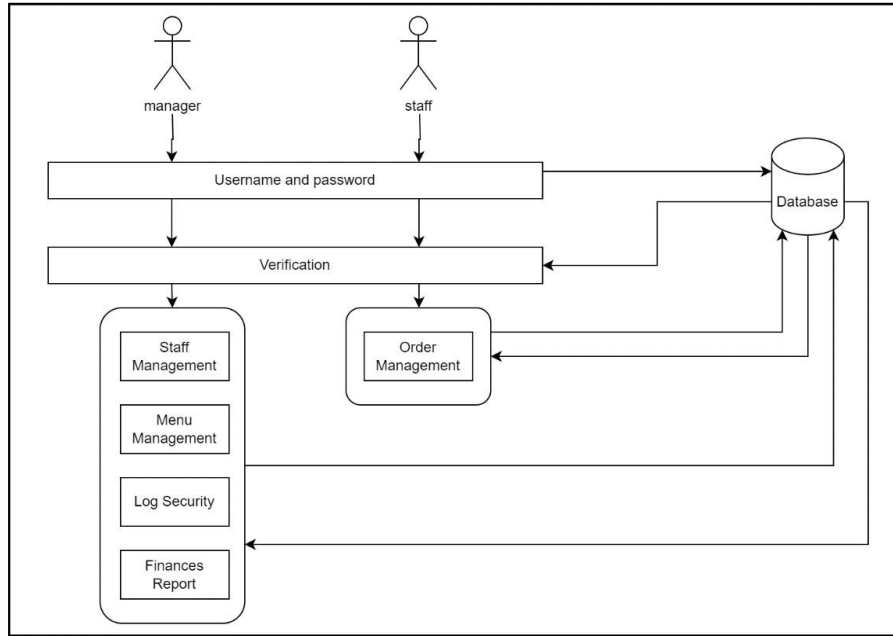 manager
staff
Username and password
Database
Verification
Staff
Management
Order
Management
Menu
Management
Log Security
Finances
Report